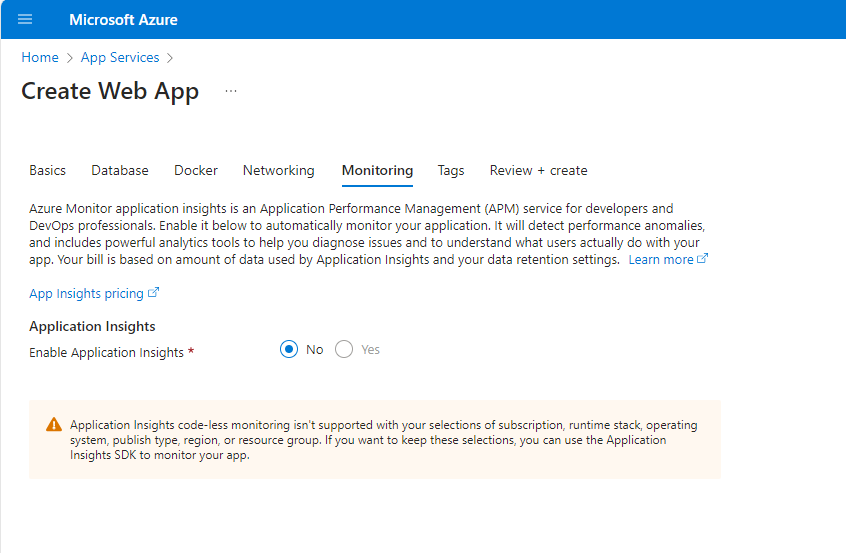 Microsoft Azure
Home > App Services >
Create Web App ...
Basics Database Docker Networking Monitoring Tags Review + create
Azure Monitor application insights is an Application Performance Management (APM) service for developers and
DevOps professionals. Enable it below to automatically monitor your application. It will detect performance anomalies,
and includes powerful analytics tools to help you diagnose issues and to understand what users actually do with your
app. Your bill is based on amount of data used by Application Insights and your data retention settings. Learn more
App Insights pricing
Application Insights
Enable Application Insights * No Yes
Application Insights code-less monitoring isn't supported with your selections of subscription, runtime stack, operating
system, publish type, region, or resource group. If you want to keep these selections, you can use the Application
Insights SDK to monitor your app.